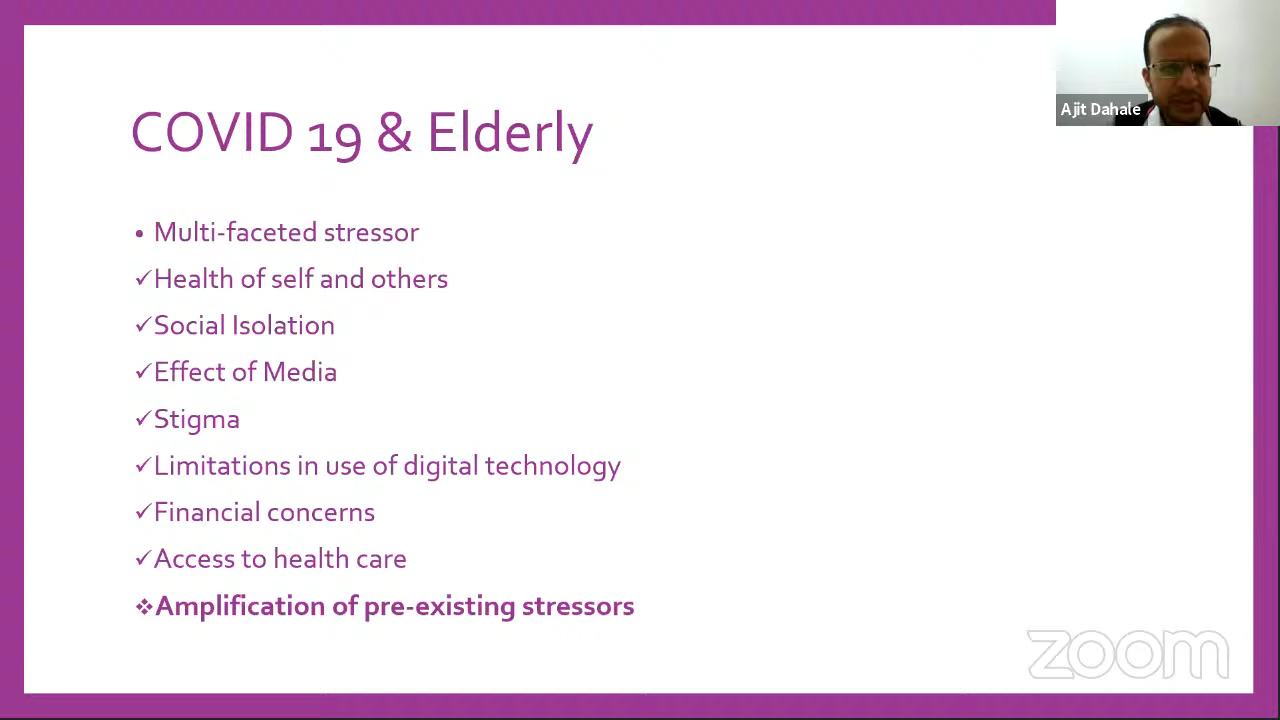 Ajit Dahale
COVID 19 & Elderly
• Multi-faceted stressor
✓Health of self and others
✓Social Isolation
✓Effect of Media
✓Stigma
✓Limitations in use of digital technology
✓Financial concerns
✓Access to health care
❖Amplification of pre-existing stressors
zoom